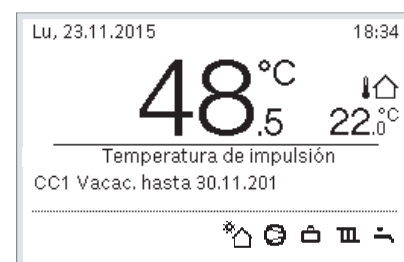 Lu, 23.11.2015 18:34
48.5 °C
22.0 °C
Temperatura de impulsión
CC1 Vacac. hasta 30.11.201